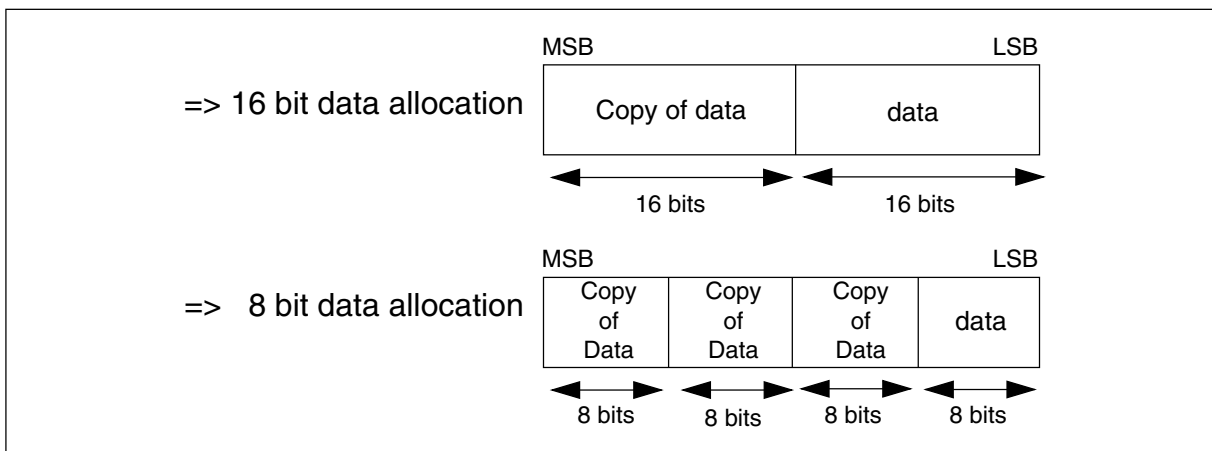 MSB LSB
=> 16 bit data allocation
Copy of data data
16 bits 16 bits
MSB LSB
=> 8 bit data allocation
Copy of Data
Copy of Data
Copy of Data
data
8 bits 8 bits 8 bits 8 bits